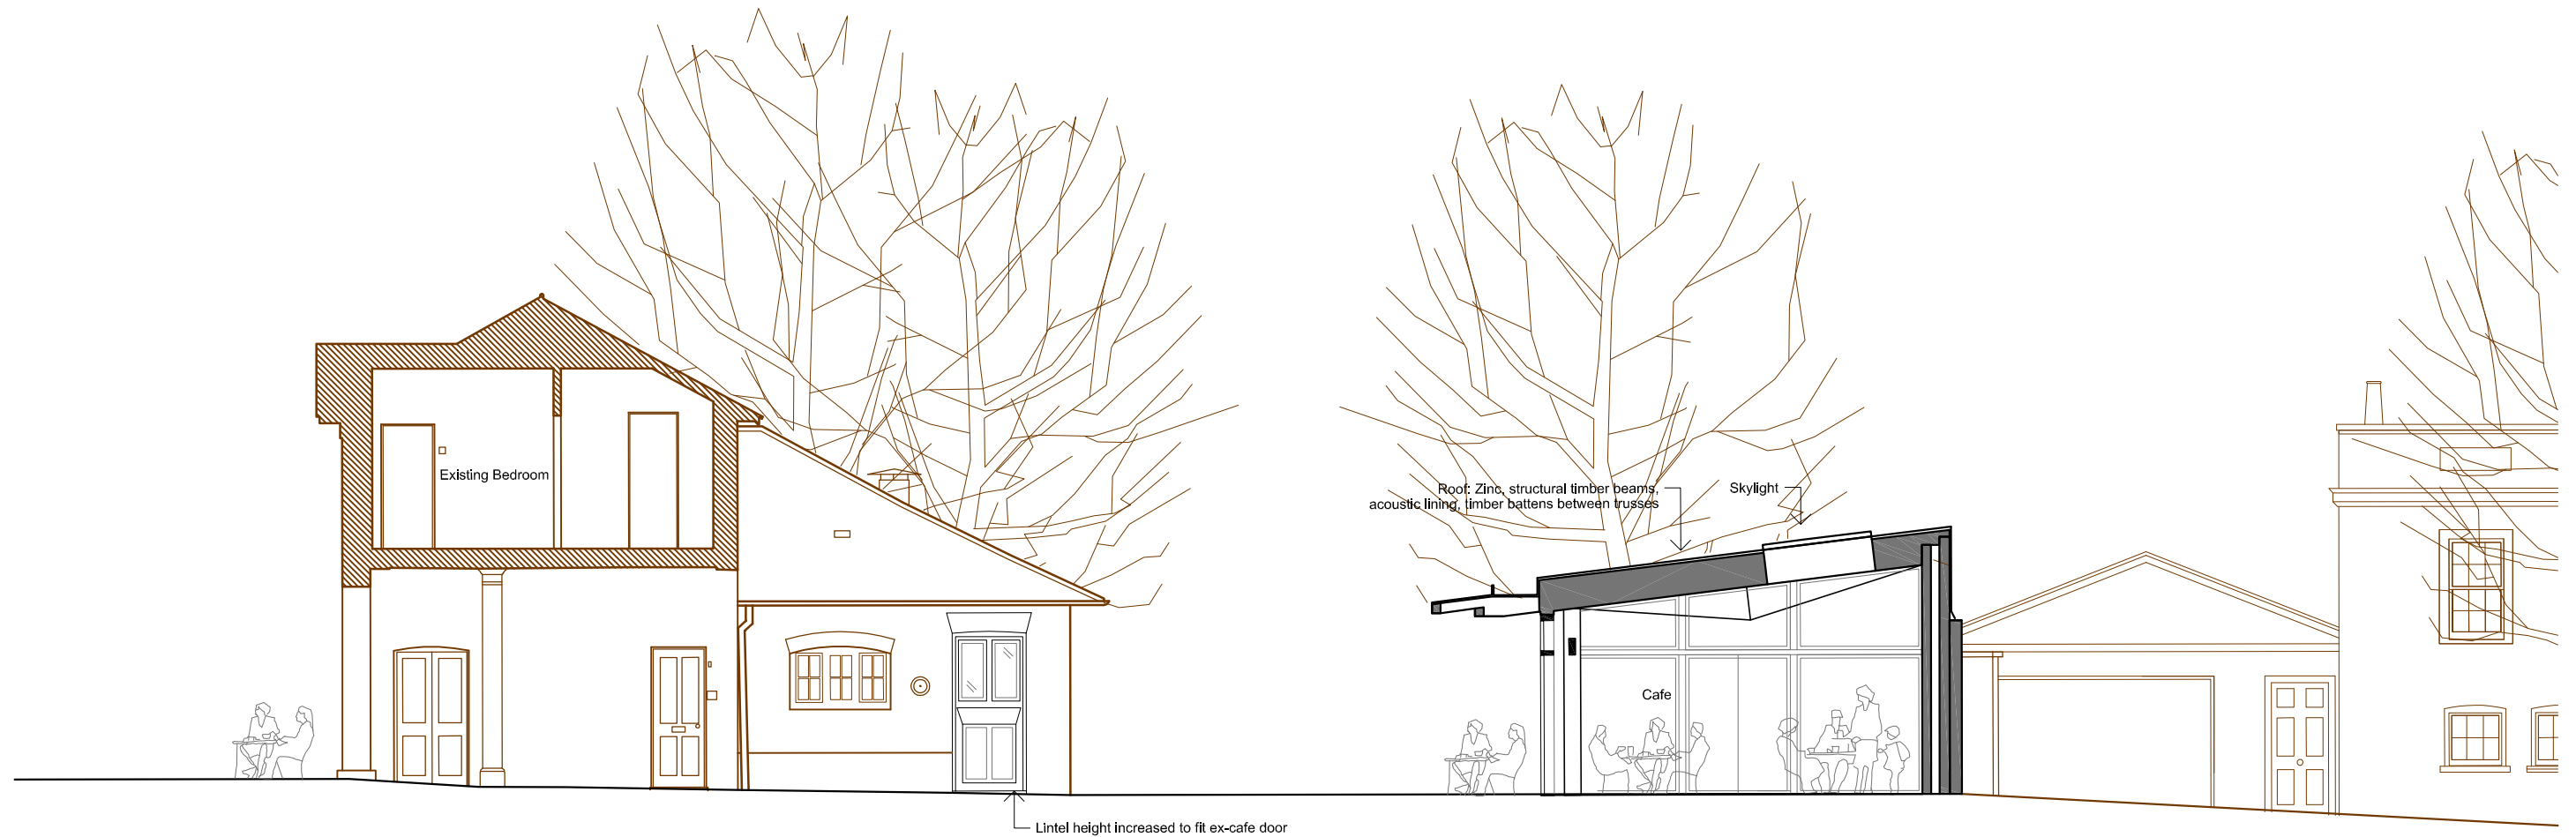 Existing Bedroom
Roof: Zinc, structural timber beams,
acoustic lining, timber battens between trusses
Skylight
Cafe
Lintel height increased to fit ex-cafe door